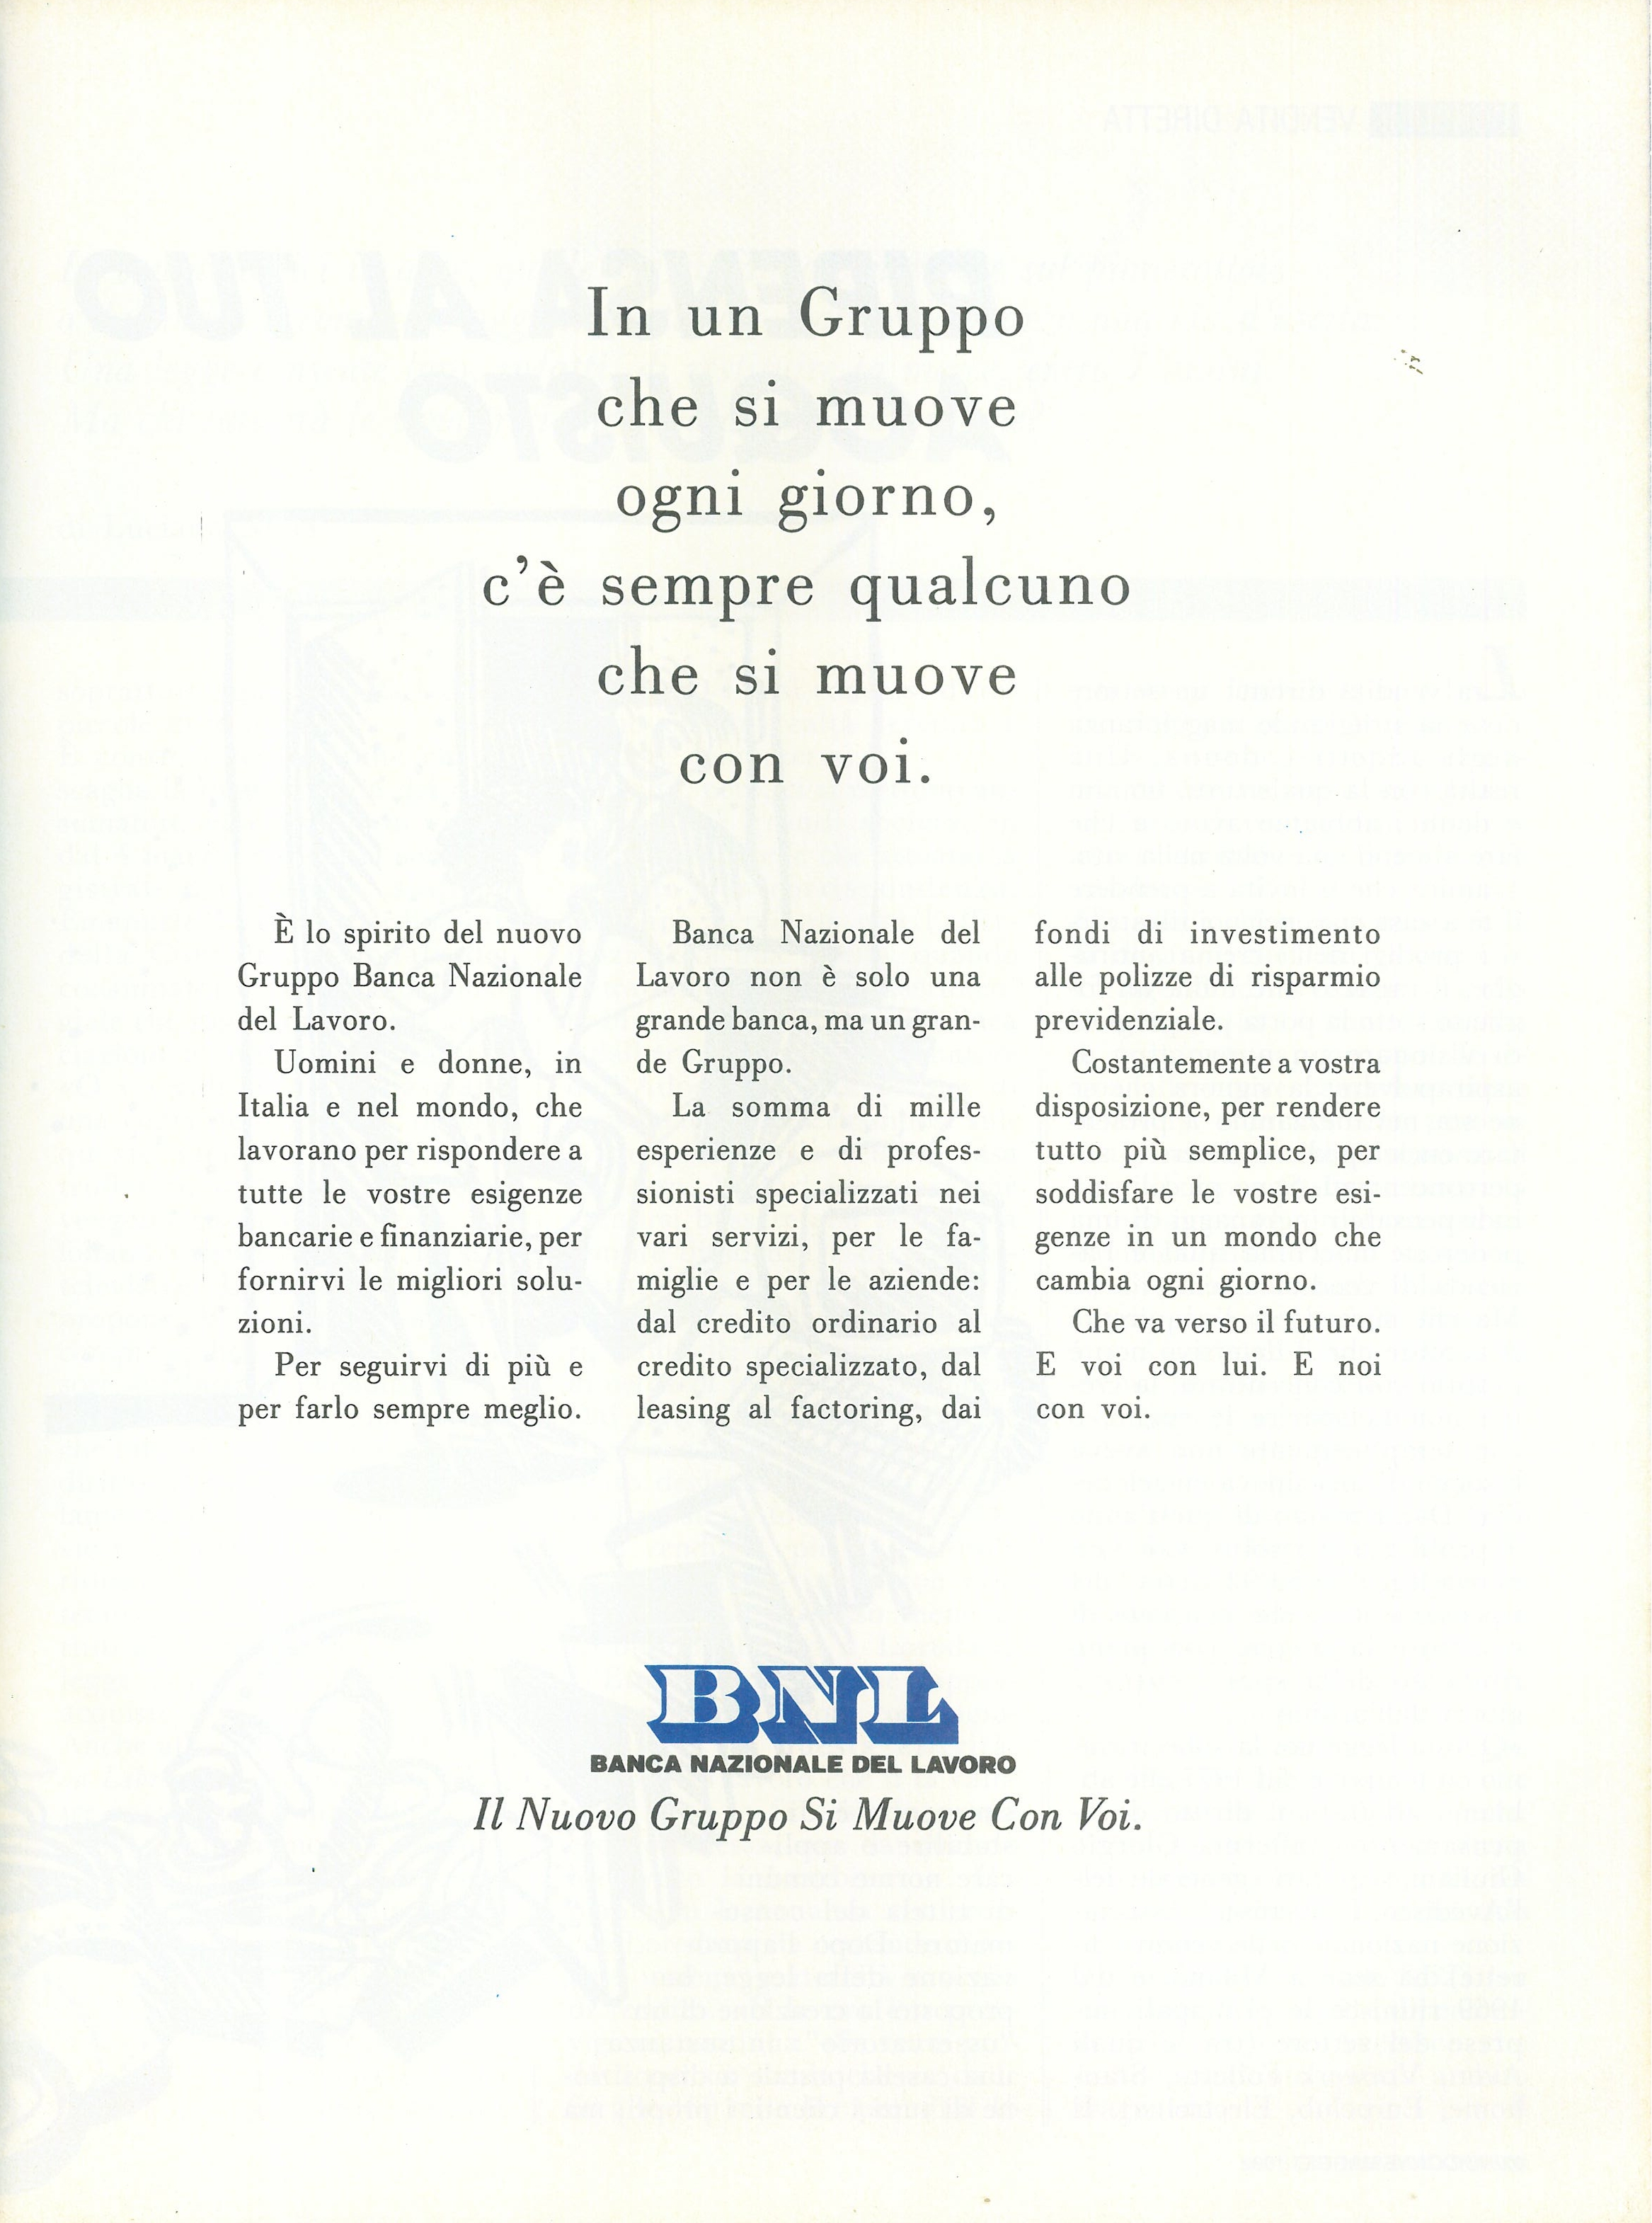 In un Gruppo
che si muove
ogni giorno,
c'è sempre qualcuno
che si muove
con voi.
È lo spirito del nuovo
Gruppo Banca Nazionale
del Lavoro.
Uomini e donne, in
Italia e nel mondo, che
lavorano per rispondere a
tutte le vostre esigenze
bancarie e finanziarie, per
fornirvi le migliori solu-
zioni.
Per seguirvi di più e
per farlo sempre meglio.
Banca Nazionale del
Lavoro non è solo una
grande banca, ma un gran-
de Gruppo.
La somma di mille
esperienze e di profes-
sionisti specializzati nei
vari servizi, per le fa-
miglie e per le aziende:
dal credito ordinario al
credito specializzato, dal
leasing al factoring, dai
fondi di investimento
alle polizze di risparmio
previdenziale.
Costantemente a vostra
disposizione, per rendere
tutto più semplice, per
soddisfare le vostre esi-
genze in un mondo che
cambia ogni giorno.
Che va verso il futuro.
E voi con lui. E noi
con voi.
BNL
BANCA NAZIONALE DEL LAVORO
Il Nuovo Gruppo Si Muove Con Voi.